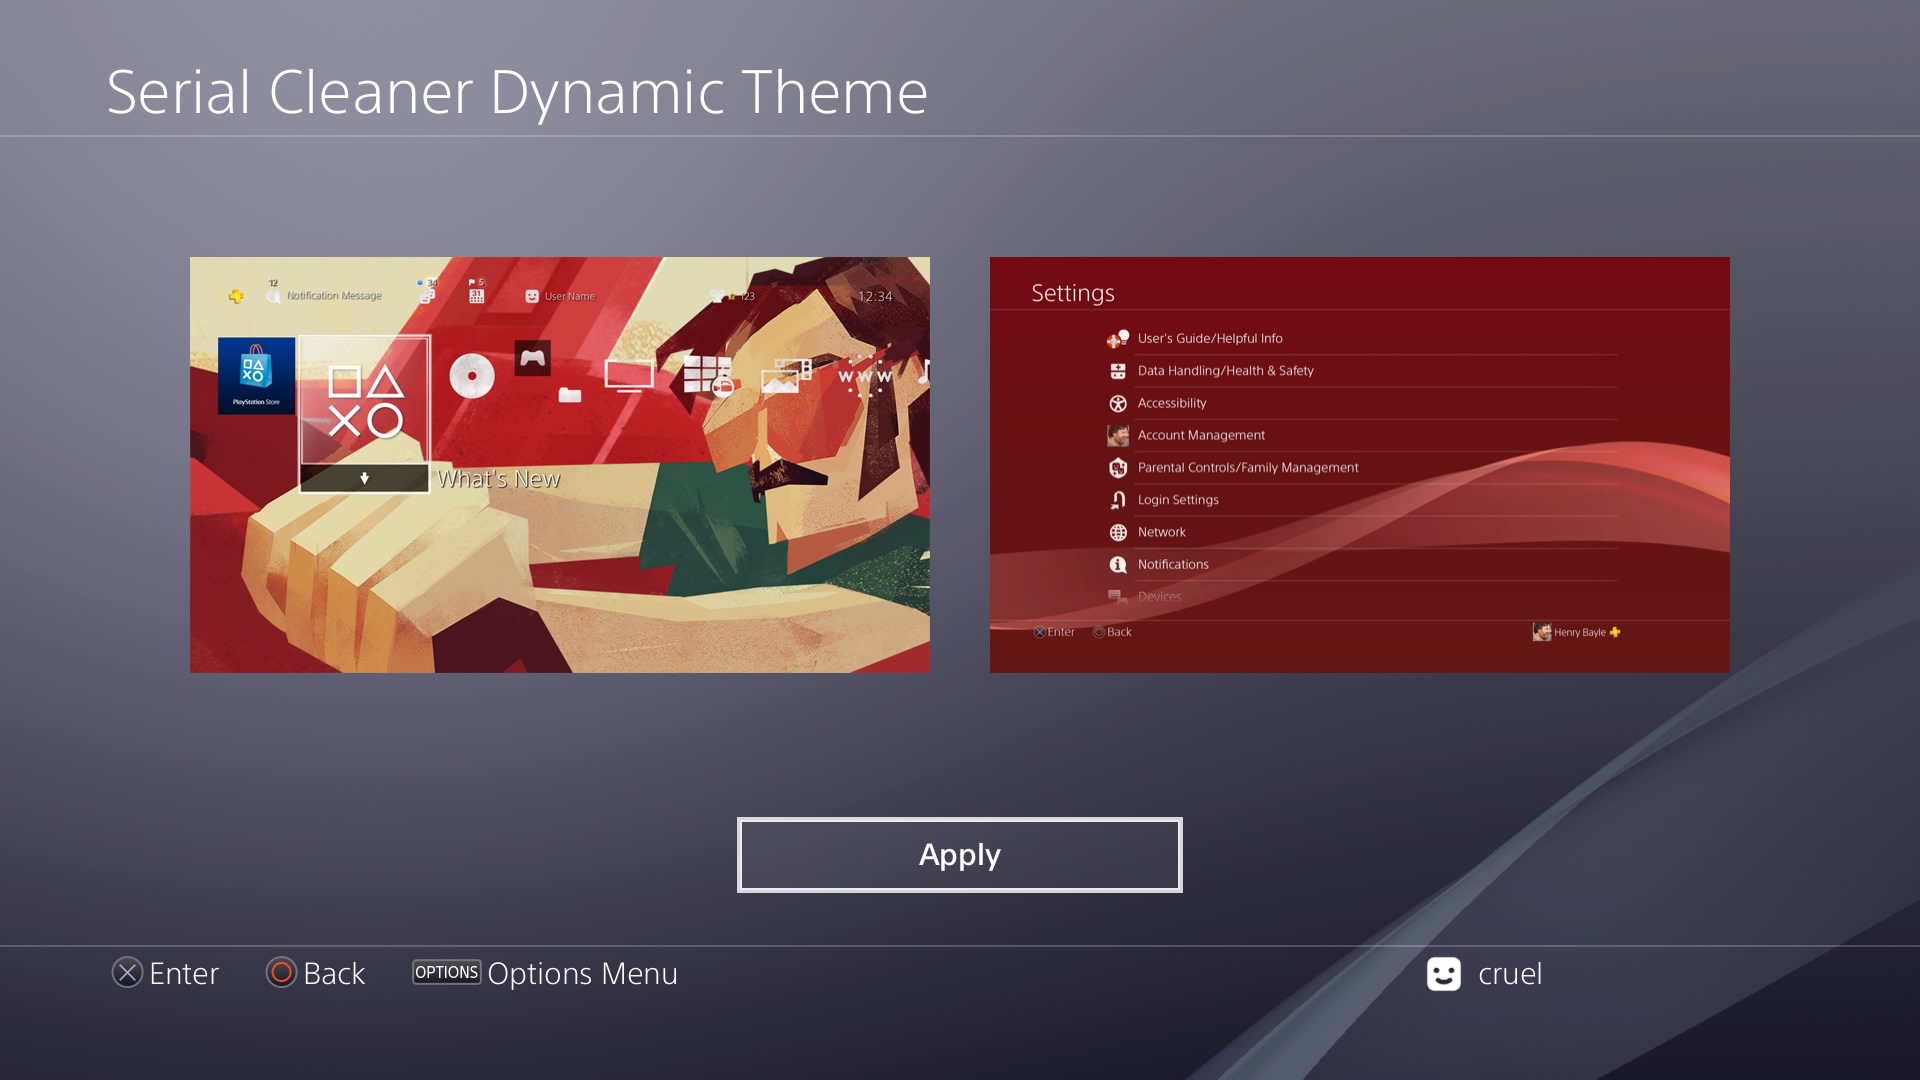 Serial Cleaner Dynamic Theme
12
Notification Message
34
5
31
User Name
123
12:34
PlayStation Store
What's New
WWW
Settings
User's Guide/Helpful Info
Data Handling/Health & Safety
Accessibility
Account Management
Parental Controls/Family Management
Login Settings
Network
Notifications
Devices
Enter Back
Henry Bayle
Apply
Enter Back OPTIONS Options Menu
cruel